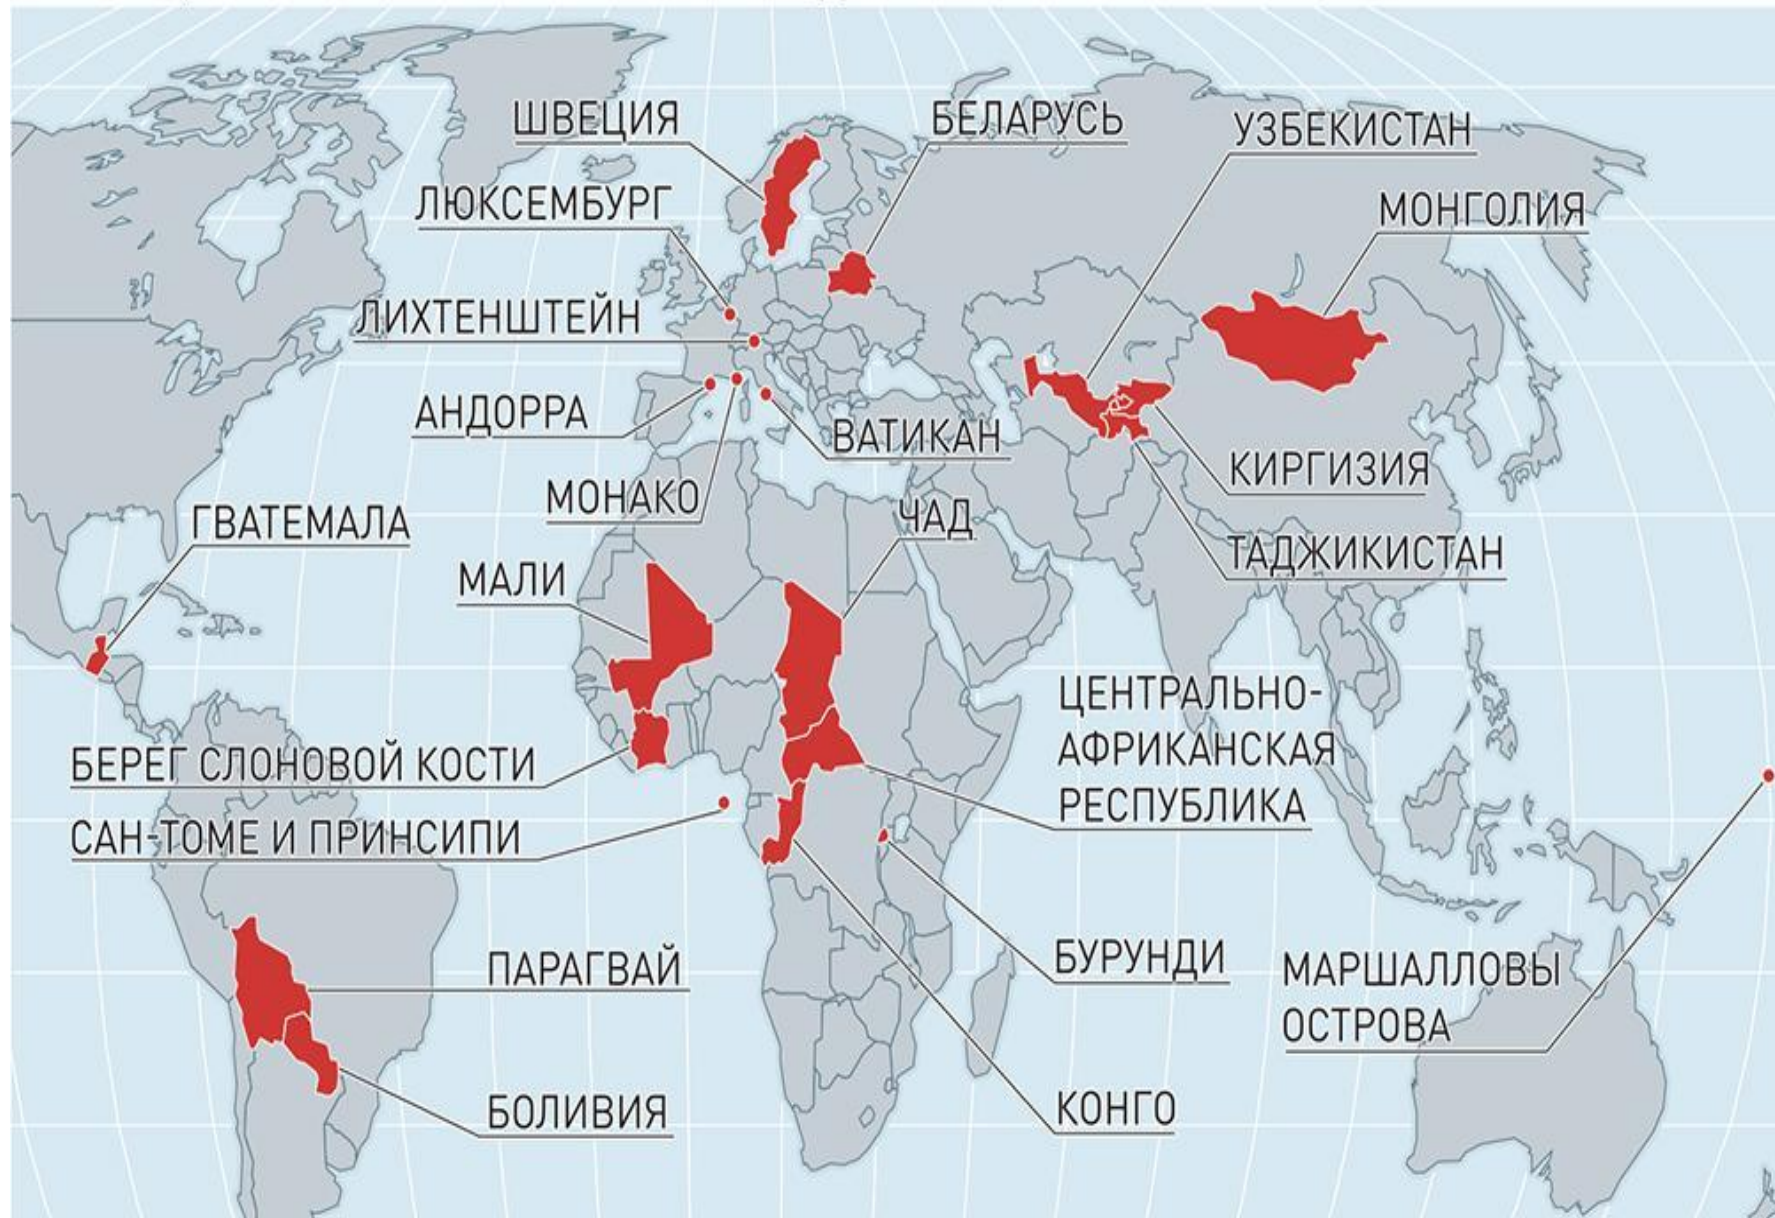 ШВЕЦИЯ
БЕЛАРУСЬ
УЗБЕКИСТАН
ЛЮКСЕМБУРГ
МОНГОЛИЯ
ЛИХТЕНШТЕЙН
АНДОРРА
ВАТИКАН
КИРГИЗИЯ
МОНАКО
ГВАТЕМАЛА
ЧАД
ТАДЖИКИСТАН
МАЛИ
ЦЕНТРАЛЬНО-
АФРИКАНСКАЯ
РЕСПУБЛИКА
БЕРЕГ СЛОНОВОЙ КОСТИ
САН-ТОМЕ И ПРИНСИПИ
ПАРАГВАЙ
БУРУНДИ
МАРШАЛЛОВЫ
ОСТРОВА
БОЛИВИЯ
КОНГО